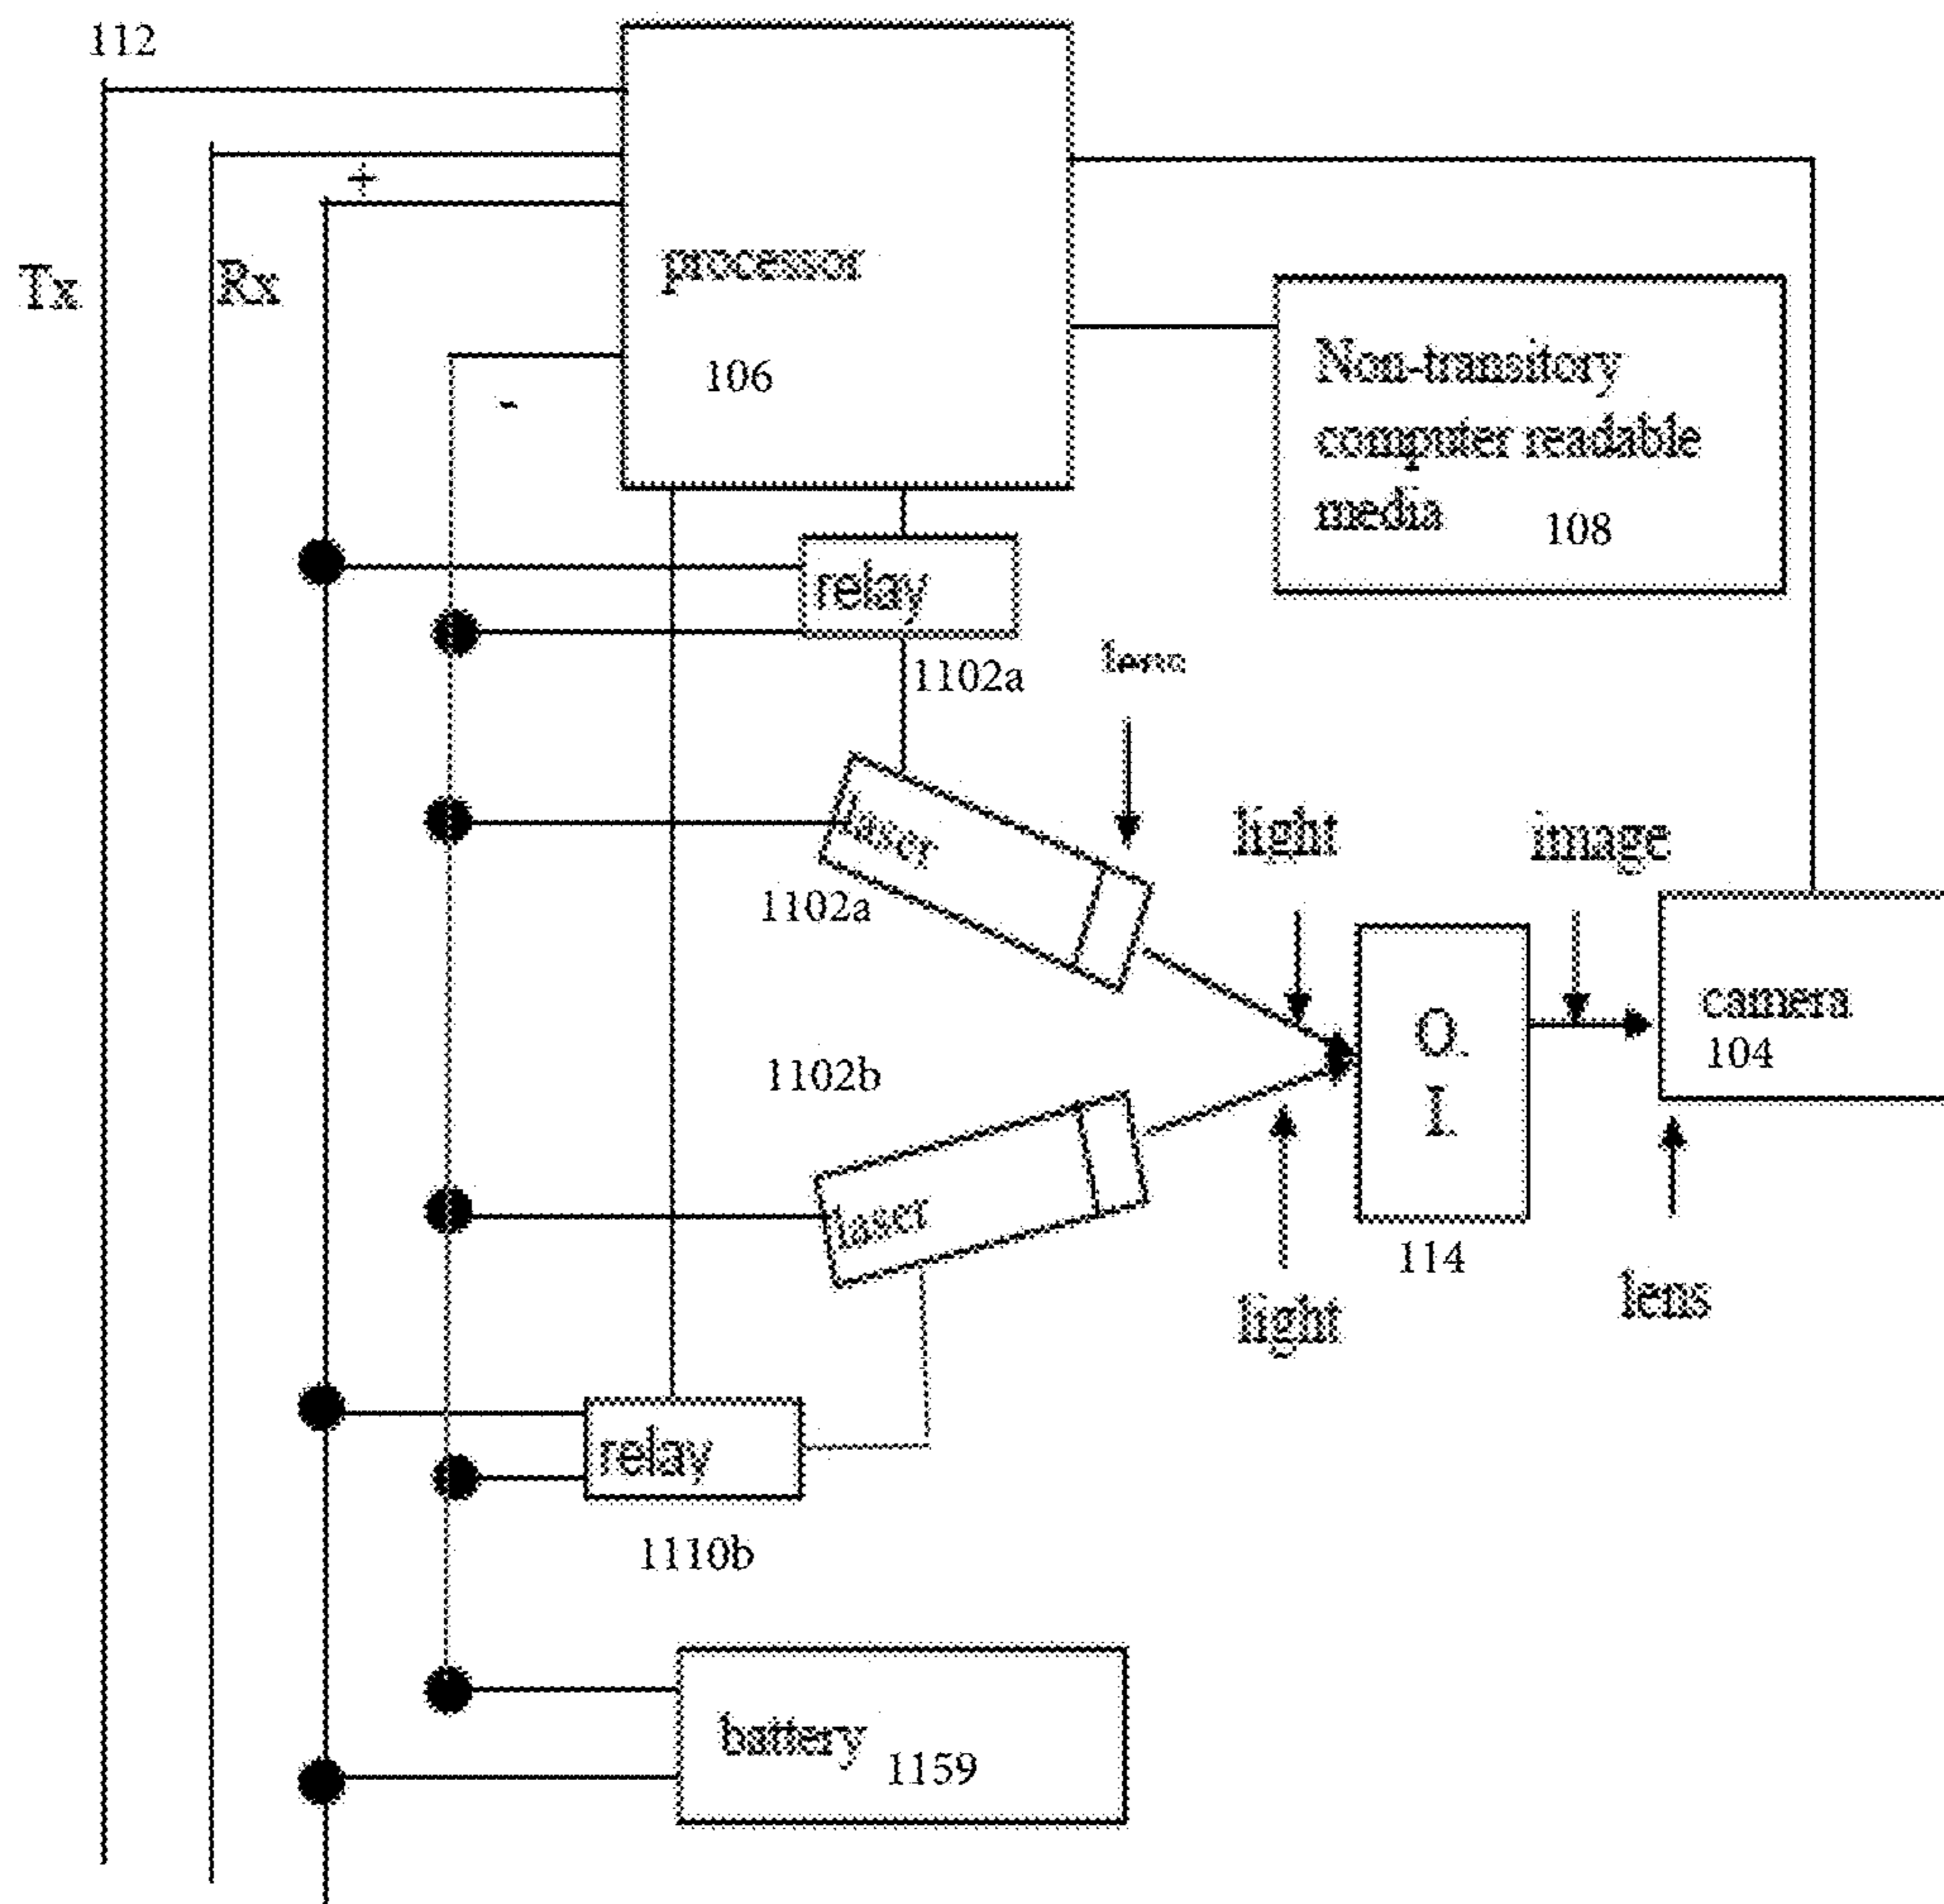 112
+
Tx
Rx
processor
106
-
Non-transitory
computer readable
media
108
relay
1102a
lens
laser
1102a
light
image
camera
104
O.
I.
1102b
laser
114
light
lens
relay
1110b
battery
1159